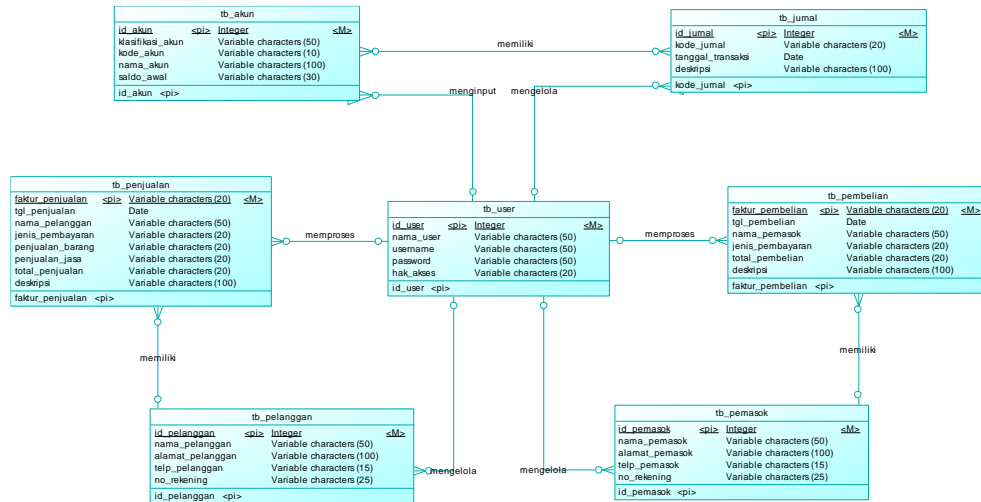 tb_akun
id_akun <pi> Integer <M>
klasifikasi_akun Variable characters (50)
kode_akun Variable characters (10)
nama_akun Variable characters (100)
saldo_awal Variable characters (30)
id_akun <pi>
tb_jurnal
id_jurnal <pi> Integer <M>
kode_jurnal Variable characters (20)
tanggal_transaksi Date
deskripsi Variable characters (100)
kode_jurnal <pi>
memiliki
menginput
mengelola
tb_penjualan
faktur_penjualan <pi> Variable characters (20) <M>
tgl_penjualan Date
nama_pelanggan Variable characters (50)
jenis_pembayaran Variable characters (20)
penjualan_barang Variable characters (20)
penjualan_jasa Variable characters (20)
total_penjualan Variable characters (20)
deskripsi Variable characters (100)
faktur_penjualan <pi>
memproses
tb_user
id_user <pi> Integer <M>
nama_user Variable characters (50)
username Variable characters (50)
password Variable characters (50)
hak_akses Variable characters (20)
id_user <pi>
memproses
tb_pembelian
faktur_pembelian <pi> Variable characters (20) <M>
tgl_pembelian Date
nama_pemasok Variable characters (50)
jenis_pembayaran Variable characters (20)
total_pembelian Variable characters (20)
deskripsi Variable characters (100)
faktur_pembelian <pi>
memiliki
memiliki
tb_pelanggan
id_pelanggan <pi> Integer <M>
nama_pelanggan Variable characters (50)
alamat_pelanggan Variable characters (100)
telp_pelanggan Variable characters (15)
no_rekening Variable characters (25)
id_pelanggan <pi>
mengelola
mengelola
tb_pemasok
id_pemasok <pi> Integer <M>
nama_pemasok Variable characters (50)
alamat_pemasok Variable characters (100)
telp_pemasok Variable characters (15)
no_rekening Variable characters (25)
id_pemasok <pi>